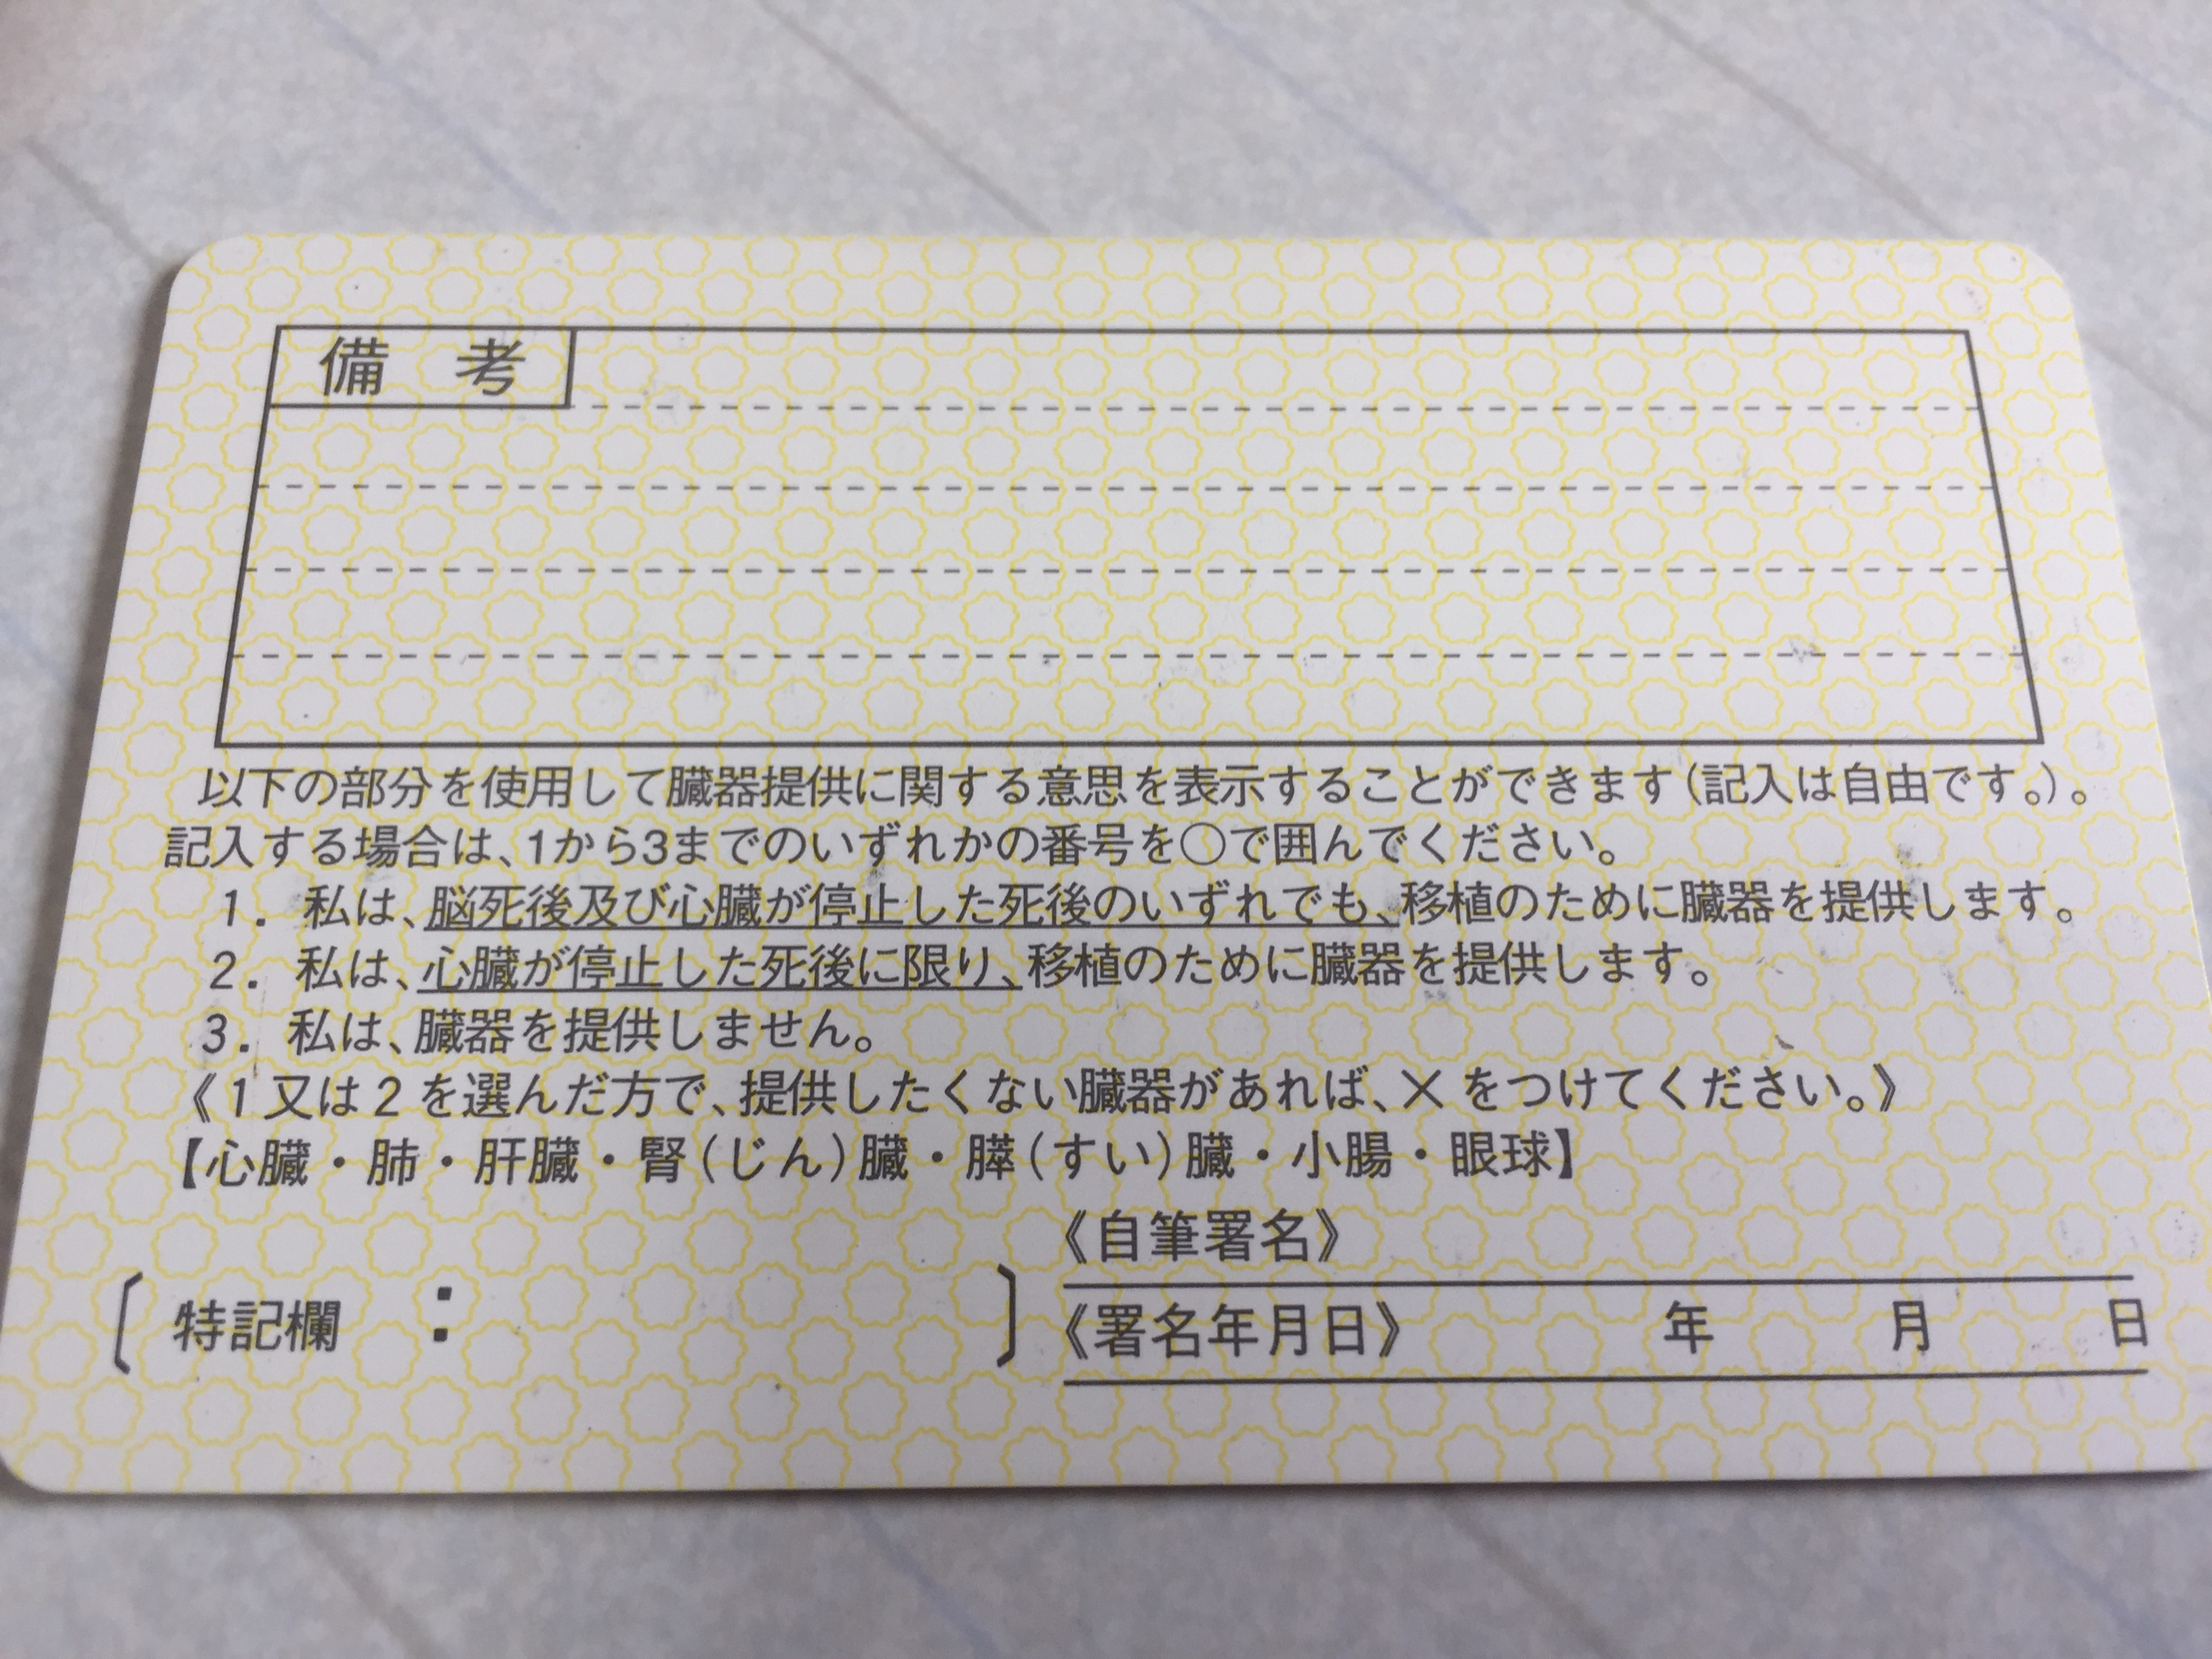 備考
以下の部分を使用して臓器提供に関する意思を表示することができます(記入は自由です。)。
記入する場合は、1から3までのいずれかの番号を○で囲んでください。
1. 私は、脳死後及び心臓が停止した死後のいずれでも、移植のために臓器を提供します。
2. 私は、心臓が停止した死後に限り、移植のために臓器を提供します。
3. 私は、臓器を提供しません。
《1又は2を選んだ方で、提供したくない臓器があれば、×をつけてください。》
【心臓・肺・肝臓・腎(じん)臓・膵(すい)臓・小腸・眼球】
《自筆署名》
〔特記欄: 〕《署名年月日》 年 月 日